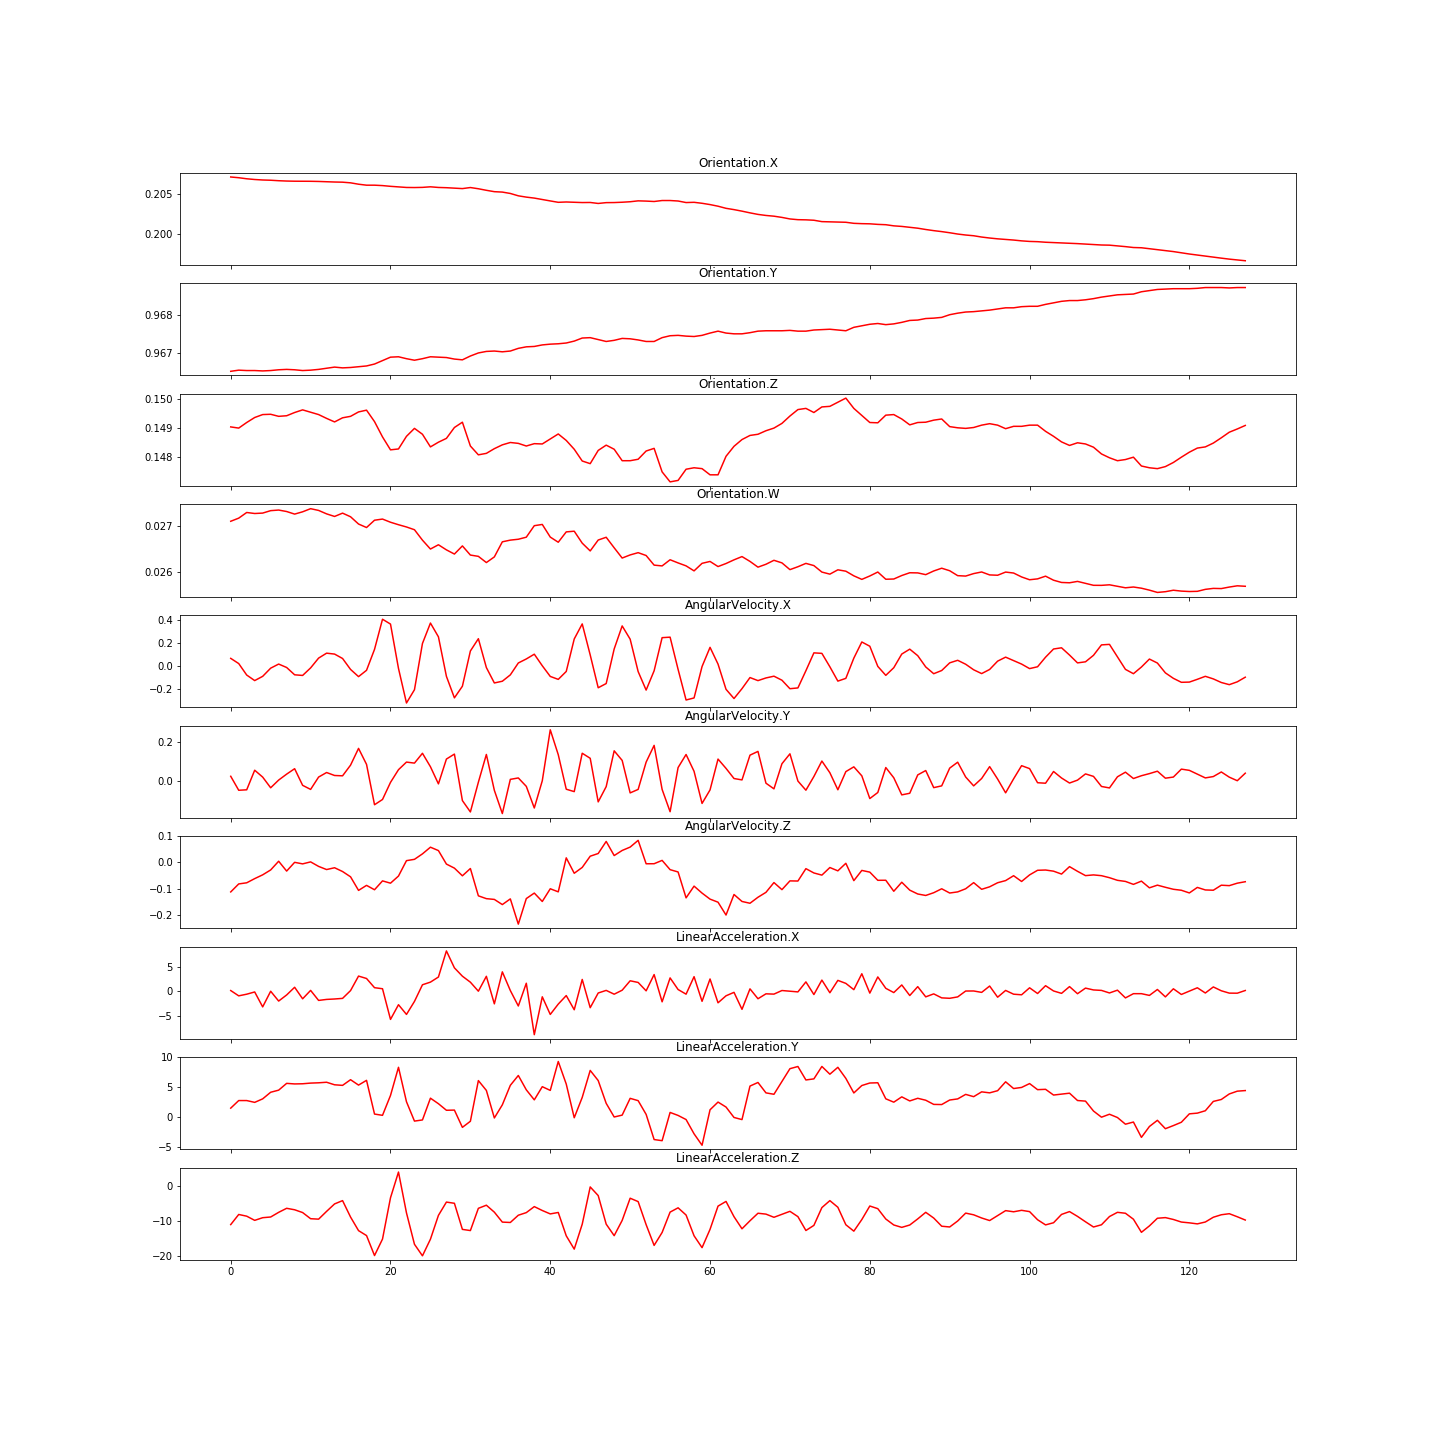 Orientation.X
0.205
0.200
Orientation.Y
0.968
0.967
Orientation.Z
0.150
0.149
0.148
Orientation.W
0.027
0.026
AngularVelocity.X
0.4
0.2
0.0
−0.2
AngularVelocity.Y
0.2
0.0
AngularVelocity.Z
0.1
0.0
−0.1
−0.2
LinearAcceleration.X
5
0
−5
LinearAcceleration.Y
10
5
0
−5
LinearAcceleration.Z
0
−10
−20
0 20 40 60 80 100 120